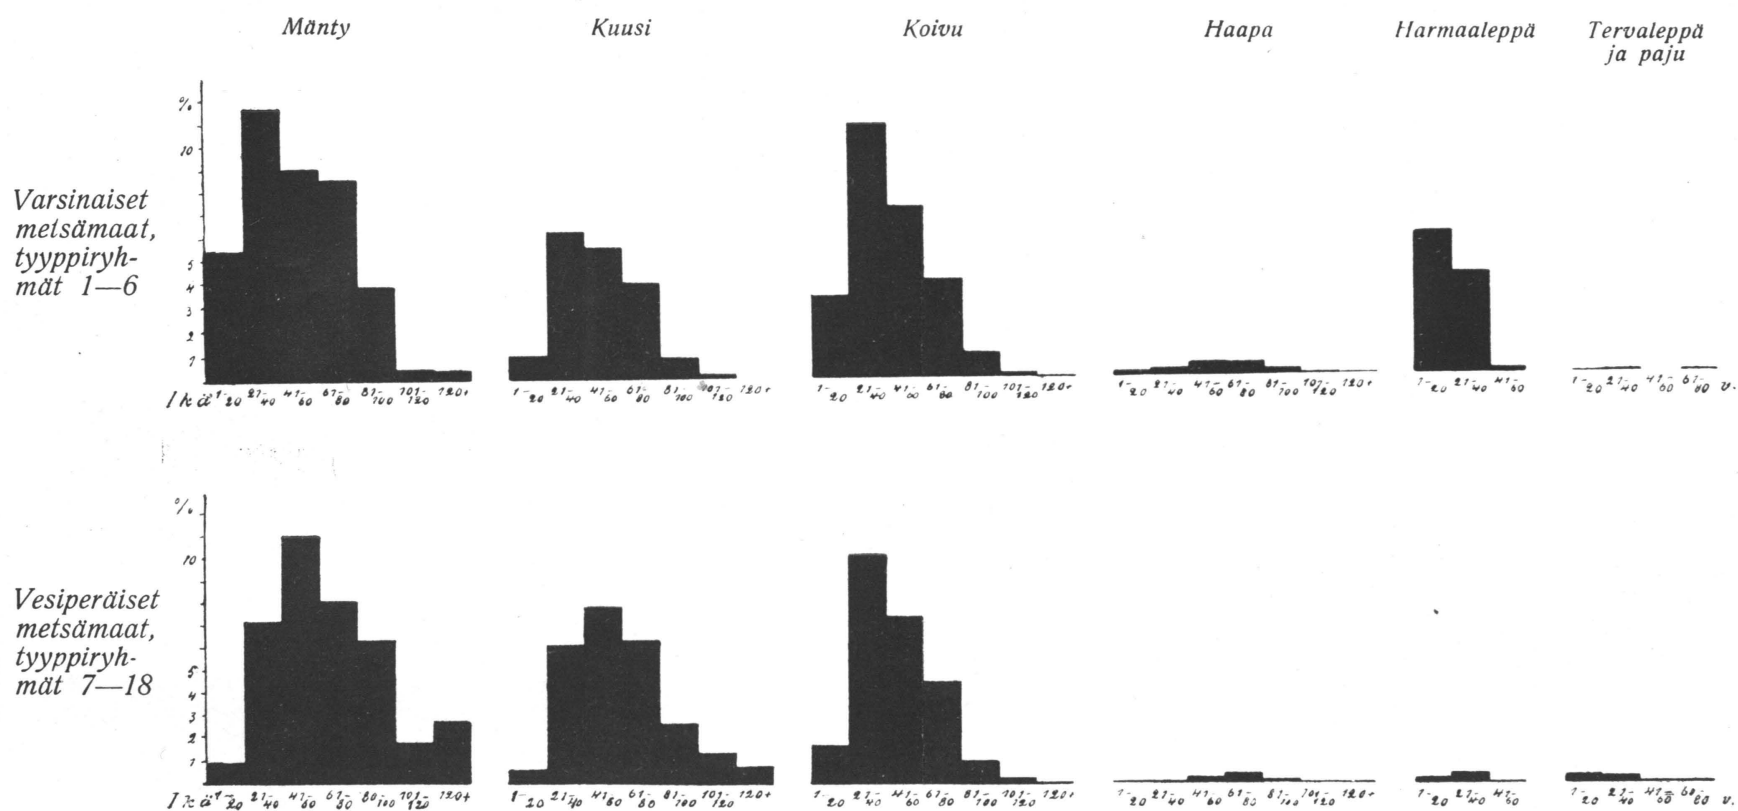 Mänty Kuusi Koivu Haapa Harmaaleppä Tervaleppä
ja paju
%
10
5
4
3
2
1
Varsinaiset
metsämaat,
tyyppiryh-
mät 1—6
Ikä 1-20 21-40 41-60 61-80 81-100 101-120 120+ 1-20 21-40 41-60 61-80 81-100 101-120 120+ 1-20 21-40 41-60 61-80 81-100 101-120 120+ 1-20 21-40 41-60 61-80 81-100 101-120 120+ 1-20 21-40 41-60 1-20 21-40 41-60 61-80 v.
%
10
5
4
3
2
1
Vesiperäiset
metsämaat,
tyyppiryh-
mät 7—18
Ikä 1-20 21-40 41-60 61-80 80-100 101-120 120+ 1-20 21-40 41-60 61-80 81-100 101-120 120+ 1-20 21-40 41-60 61-80 81-100 101-120 120+ 1-20 21-40 41-60 61-80 81-100 101-120 120+ 1-20 21-40 41-60 1-20 21-40 41-60 60-80 v.